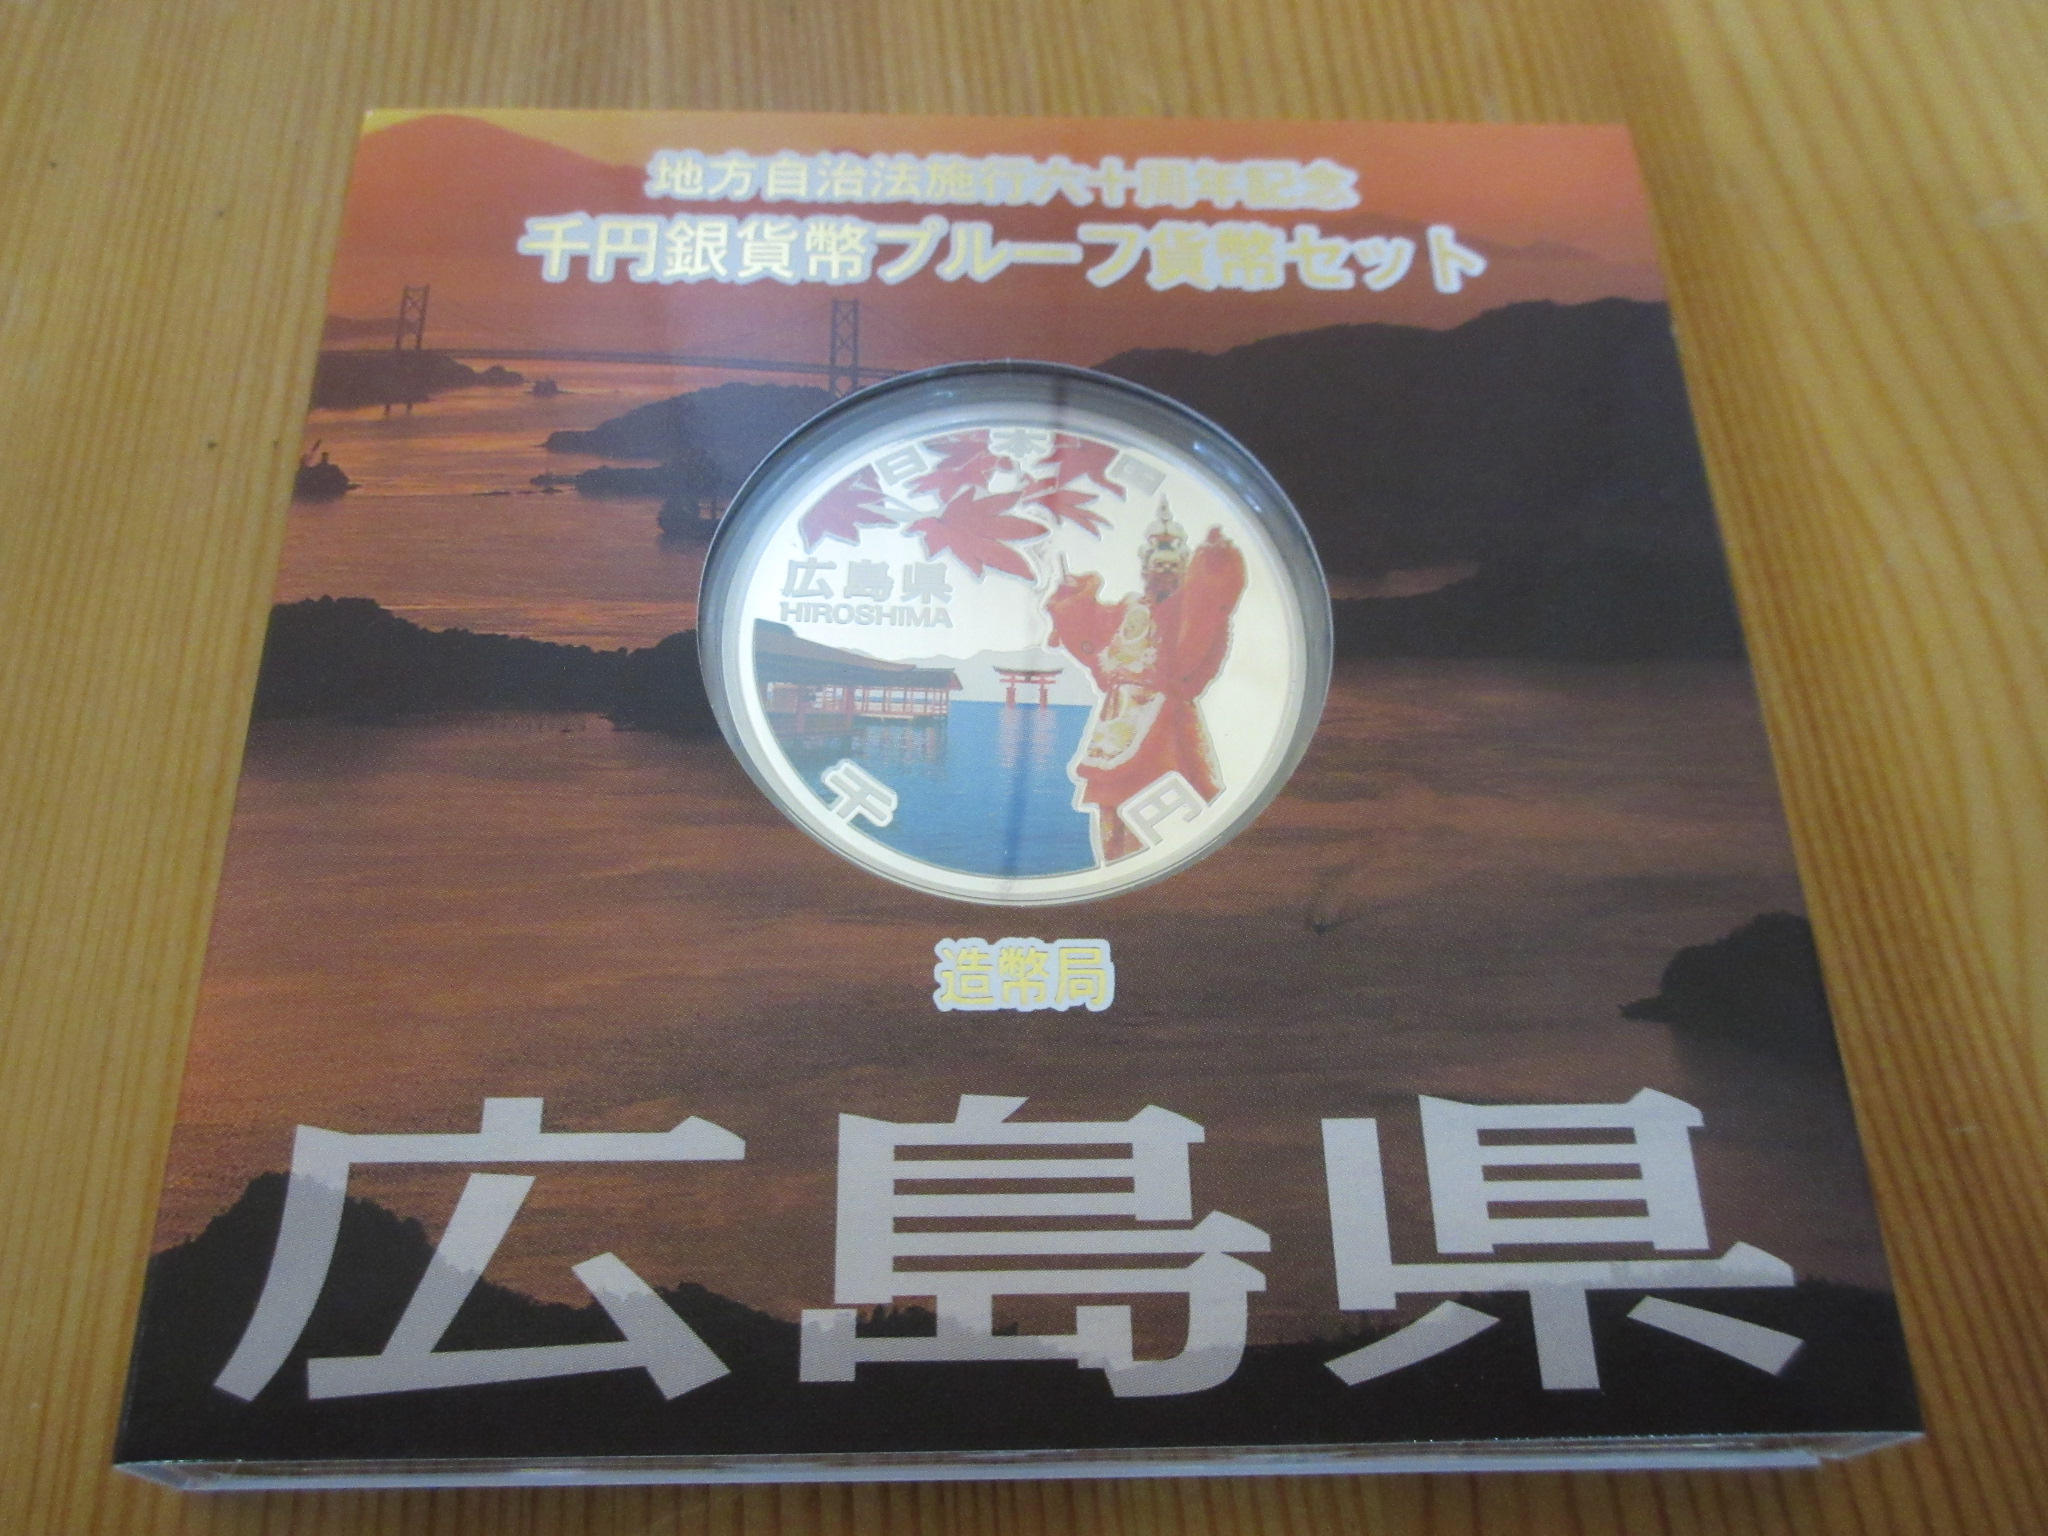 地方自治法施行六十周年記念
千円銀貨幣プルーフ貨幣セット
日本国
広島県
HIROSHIMA
千円
造幣局
広島県